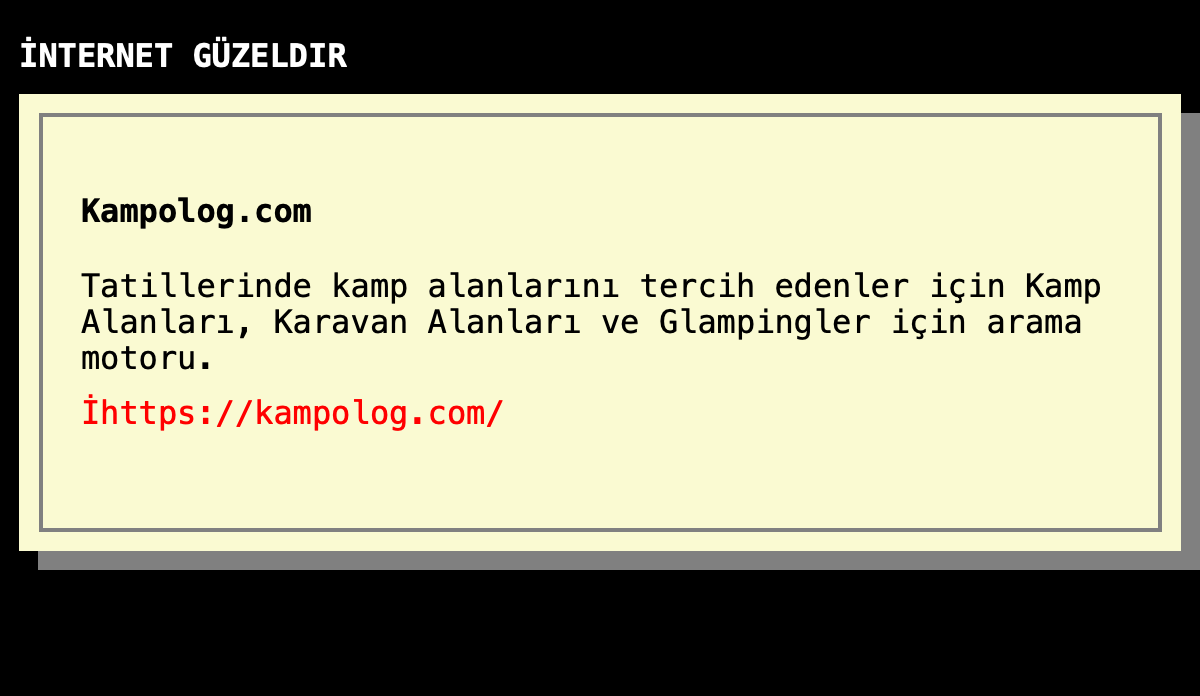 İNTERNET GÜZELDIR
Kampolog.com
Tatillerinde kamp alanlarını tercih edenler için Kamp
Alanları, Karavan Alanları ve Glampingler için arama
motoru.
İhttps://kampolog.com/